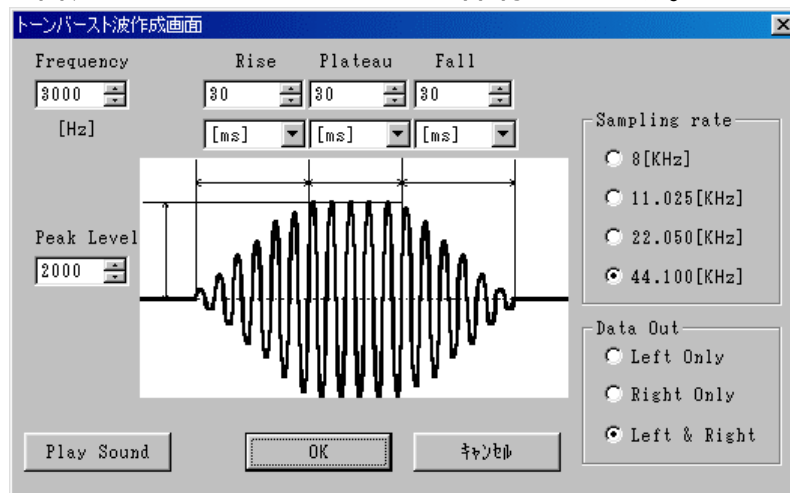 トーンバースト波作成画面
Frequency Rise Plateau Fall
3000 30 30 30
[Hz] [ms] [ms] [ms]
Peak Level
2000
Sampling rate
8[KHz]
11.025[KHz]
22.050[KHz]
44.100[KHz]
Data Out
Left Only
Right Only
Left & Right
Play Sound OK ｷｬﾝｾﾙ